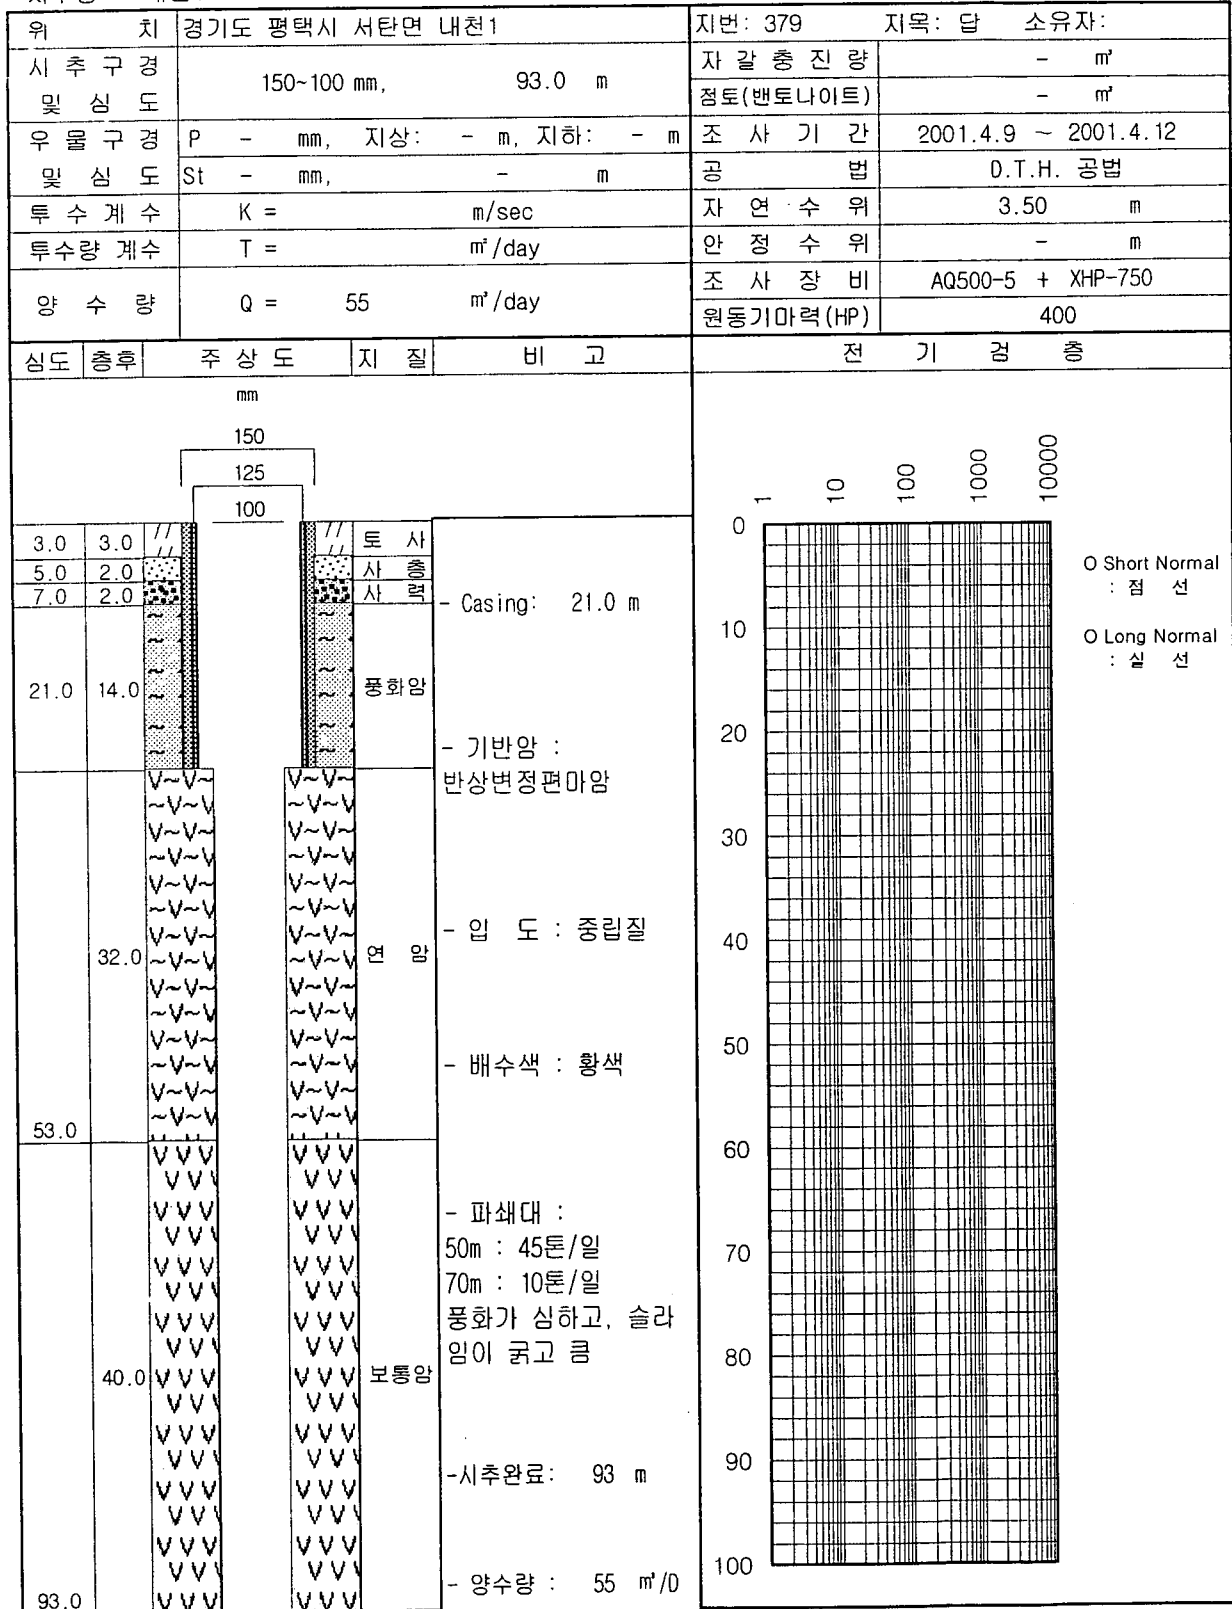 위 치 경기도 평택시 서탄면 내천1 지번: 379 지목: 답 소유자:
시 추 구 경 및 심 도 150~100 mm, 93.0 m
자 갈 충 진 량 - ㎥
점토(밴토나이트) - ㎥
우 물 구 경 및 심 도 P - mm, 지상: - m, 지하: - m
St - mm, - m
조 사 기 간 2001.4.9 ~ 2001.4.12
공 법 D.T.H. 공법
투 수 계 수 K = m/sec
자 연 수 위 3.50 m
투수량 계수 T = ㎡/day
안 정 수 위 - m
양 수 량 Q = 55 ㎥/day
조 사 장 비 AQ500-5 + XHP-750
원동기마력(HP) 400
심도 층후 주 상 도 지 질 비 고 전 기 검 층
mm
150
125
100
3.0 3.0 토 사
5.0 2.0 사 층
7.0 2.0 사 력
- Casing: 21.0 m
21.0 14.0 풍화암
- 기반암 :
반상변정편마암
32.0 연 암
- 입 도 : 중립질
- 배수색 : 황색
53.0
- 파쇄대 :
50m : 45톤/일
70m : 10톤/일
풍화가 심하고, 슬라
임이 굵고 큼
40.0 보통암
-시추완료: 93 m
- 양수량 : 55 ㎥/D
93.0
1 10 100 1000 10000
0
10
20
30
40
50
60
70
80
90
100
O Short Normal
: 점 선
O Long Normal
: 실 선